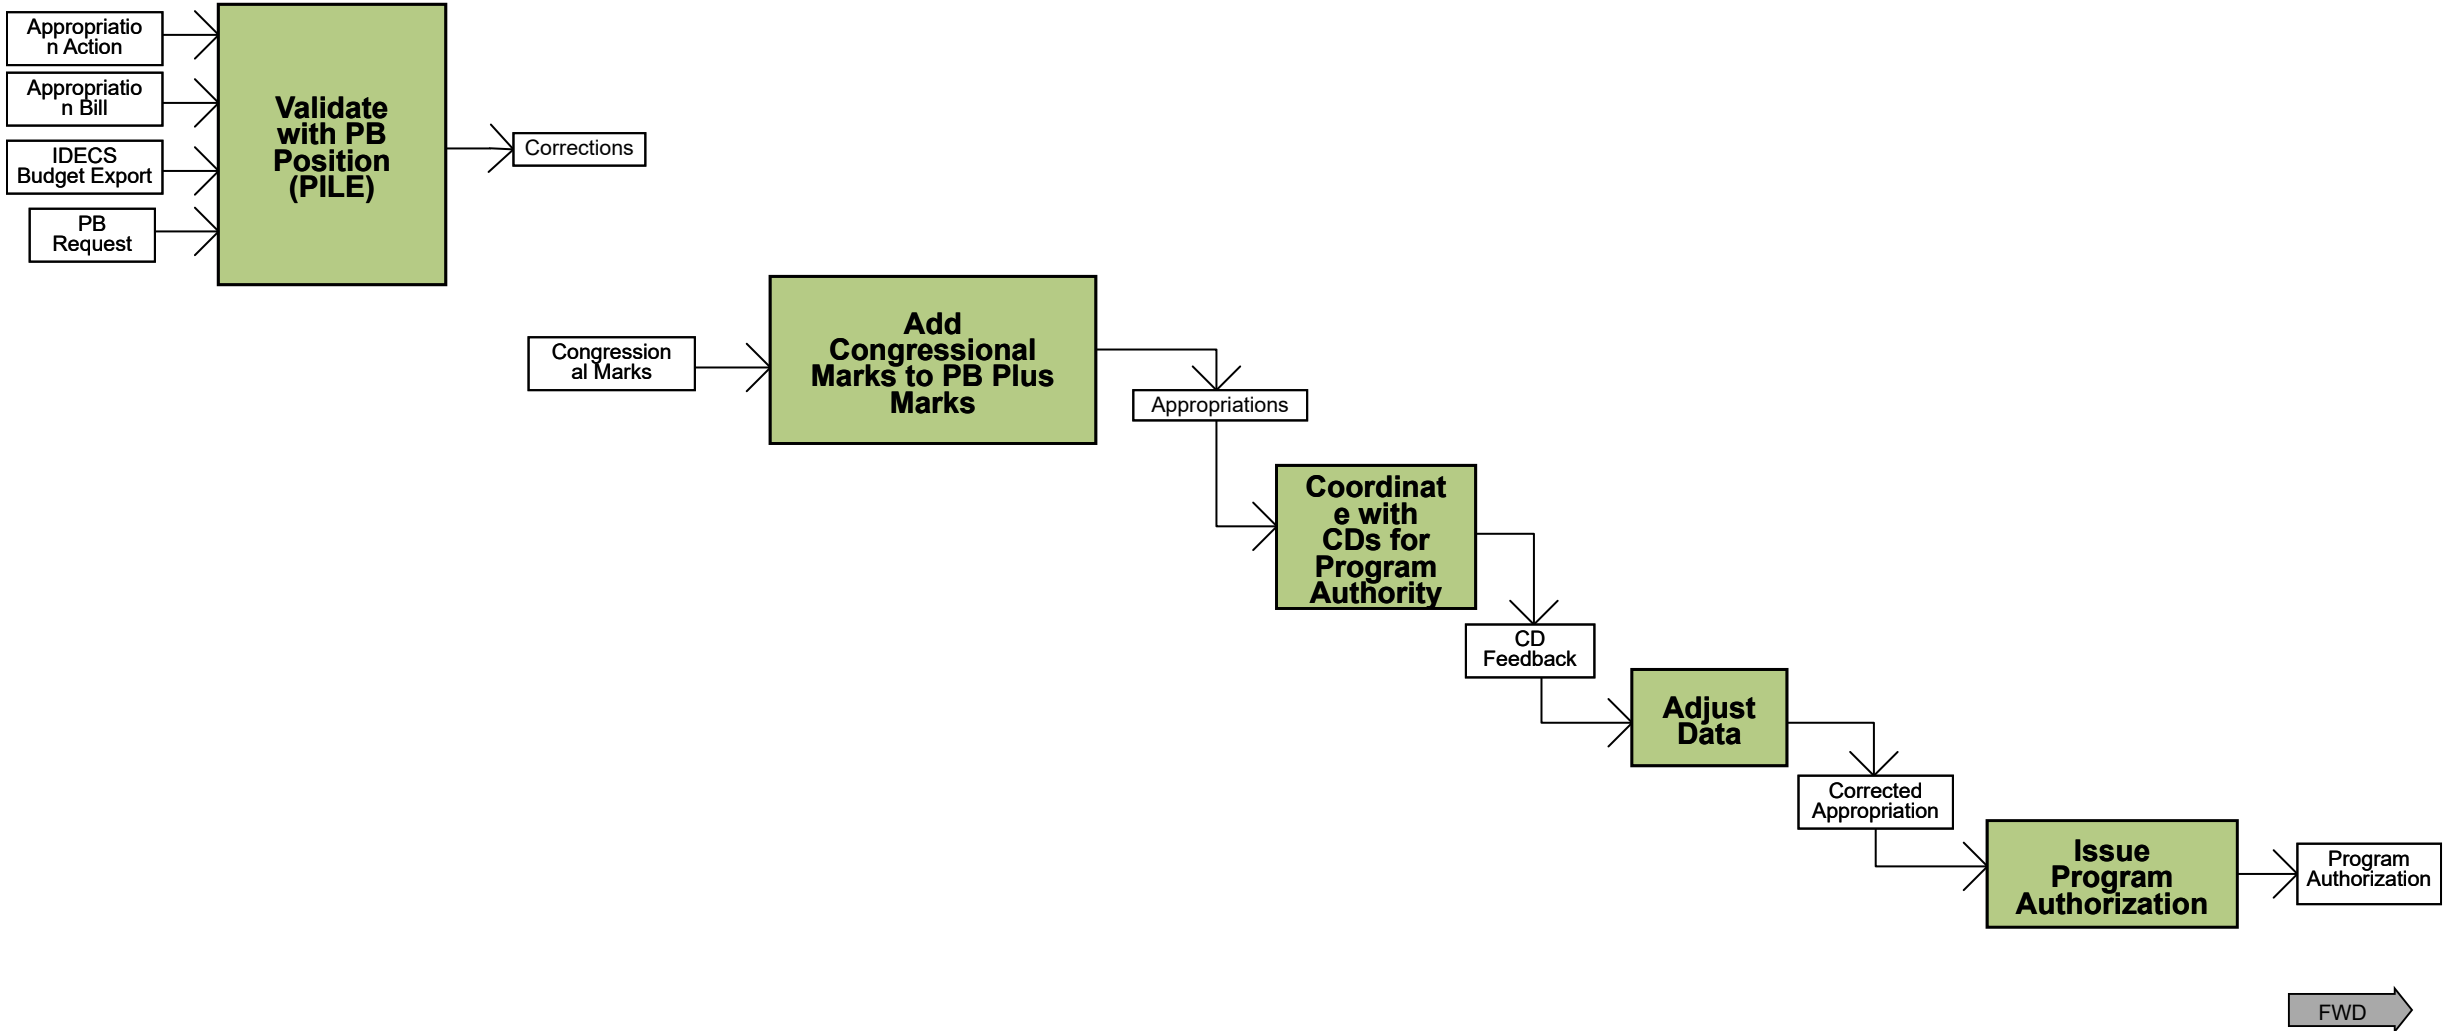 Appropriatio
n Action
Appropriatio
n Bill
IDECS
Budget Export
PB
Request
Validate
with PB
Position
(PILE)
Corrections
Congression
al Marks
Add
Congressional
Marks to PB Plus
Marks
Appropriations
Coordinat
e with
CDs for
Program
Authority
CD
Feedback
Adjust
Data
Corrected
Appropriation
Issue
Program
Authorization
Program
Authorization
FWD